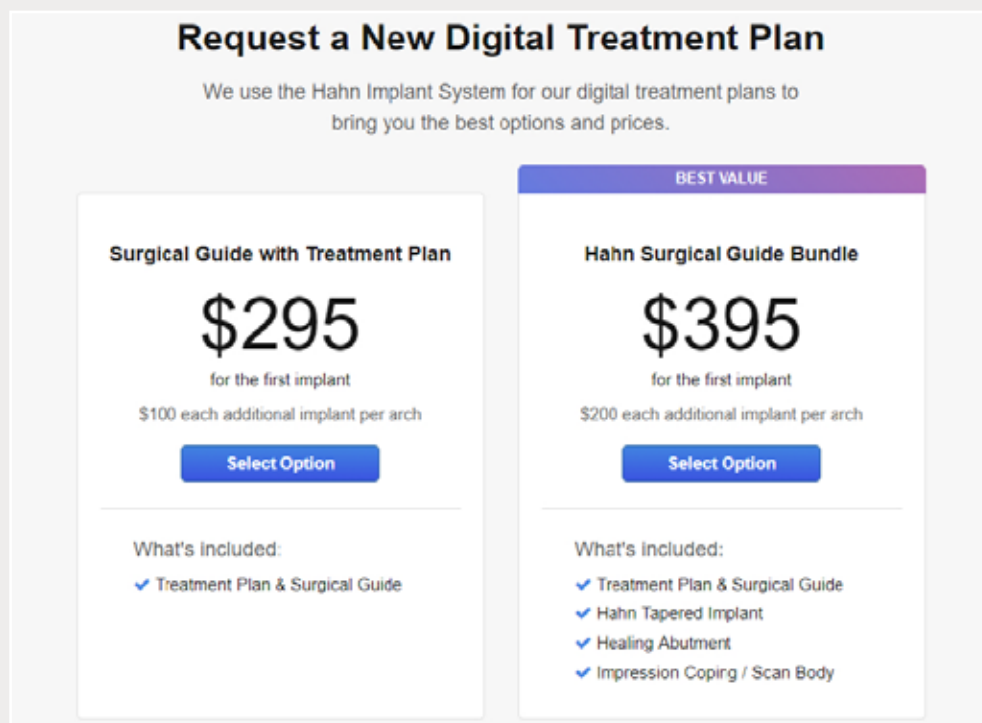 Request a New Digital Treatment Plan
We use the Hahn Implant System for our digital treatment plans to
bring you the best options and prices.
Surgical Guide with Treatment Plan
$295
for the first implant
$100 each additional implant per arch
Select Option
What's included:
Treatment Plan & Surgical Guide
BEST VALUE
Hahn Surgical Guide Bundle
$395
for the first implant
$200 each additional implant per arch
Select Option
What's included:
Treatment Plan & Surgical Guide
Hahn Tapered Implant
Healing Abutment
Impression Coping / Scan Body